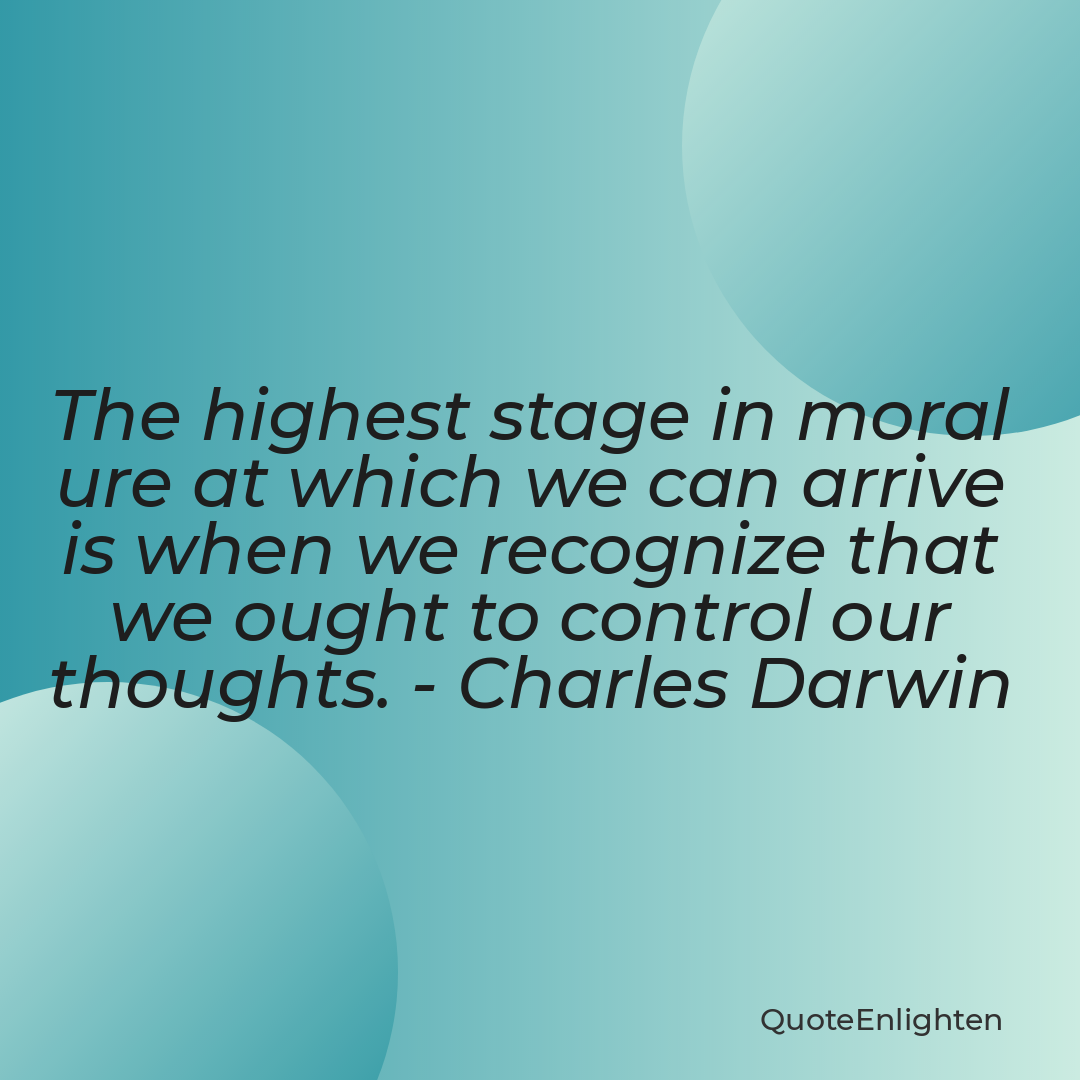 The highest stage in moral
ure at which we can arrive
is when we recognize that
we ought to control our
thoughts. - Charles Darwin
QuoteEnlighten